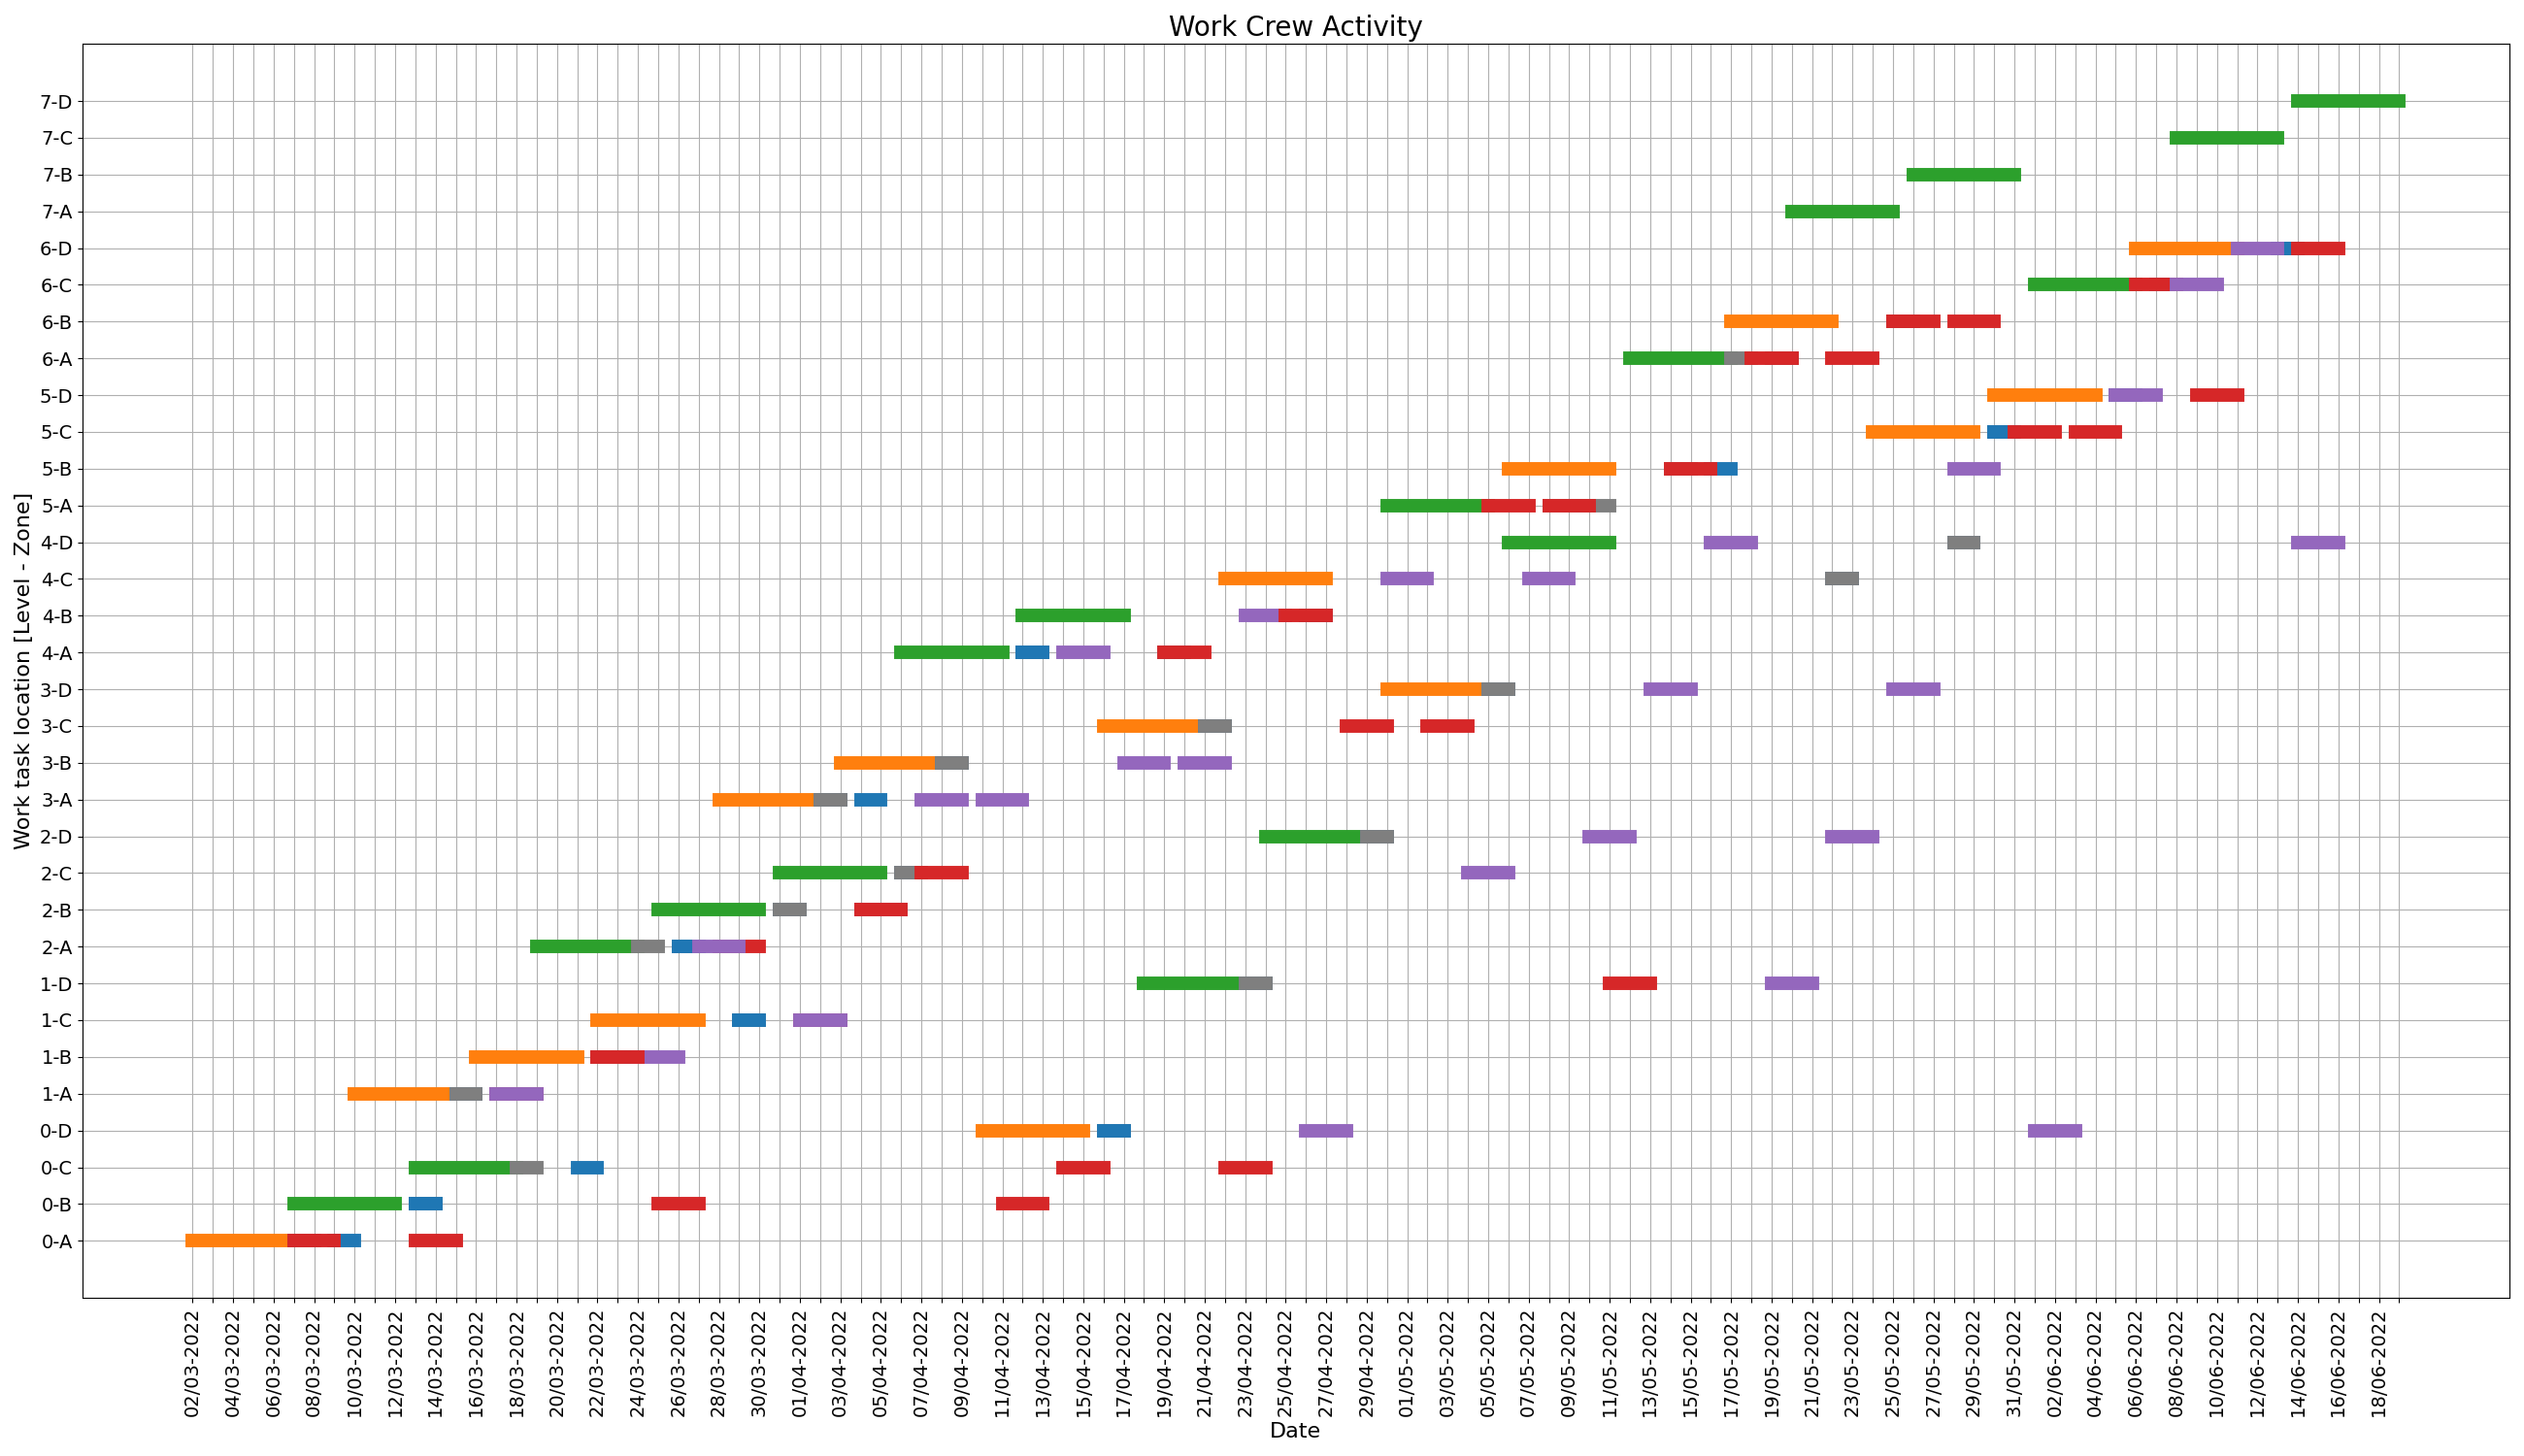 Work Crew Activity
Work task location [Level - Zone]
7-D
7-C
7-B
7-A
6-D
6-C
6-B
6-A
5-D
5-C
5-B
5-A
4-D
4-C
4-B
4-A
3-D
3-C
3-B
3-A
2-D
2-C
2-B
2-A
1-D
1-C
1-B
1-A
0-D
0-C
0-B
0-A
02/03-2022
04/03-2022
06/03-2022
08/03-2022
10/03-2022
12/03-2022
14/03-2022
16/03-2022
18/03-2022
20/03-2022
22/03-2022
24/03-2022
26/03-2022
28/03-2022
30/03-2022
01/04-2022
03/04-2022
05/04-2022
07/04-2022
09/04-2022
11/04-2022
13/04-2022
15/04-2022
17/04-2022
19/04-2022
21/04-2022
23/04-2022
25/04-2022
27/04-2022
29/04-2022
01/05-2022
03/05-2022
05/05-2022
07/05-2022
09/05-2022
11/05-2022
13/05-2022
15/05-2022
17/05-2022
19/05-2022
21/05-2022
23/05-2022
25/05-2022
27/05-2022
29/05-2022
31/05-2022
02/06-2022
04/06-2022
06/06-2022
08/06-2022
10/06-2022
12/06-2022
14/06-2022
16/06-2022
18/06-2022
Date